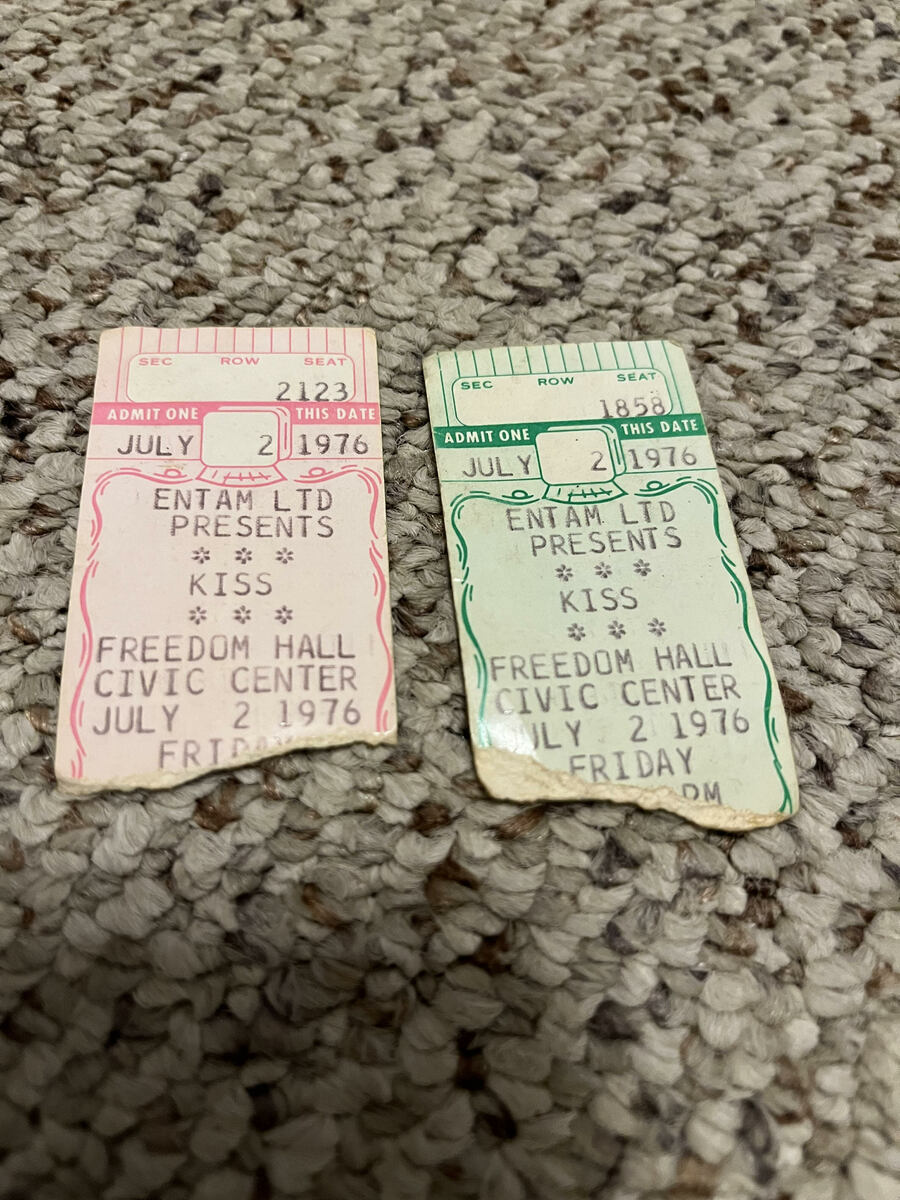 SEC ROW SEAT
2123
ADMIT ONE THIS DATE
JULY 2 1976
ENTAM LTD
PRESENTS
* * *
KISS
* * *
FREEDOM HALL
CIVIC CENTER
JULY 2 1976
FRIDAY
SEC ROW SEAT
1858
ADMIT ONE THIS DATE
JULY 2 1976
ENTAM LTD
PRESENTS
* * *
KISS
* * *
FREEDOM HALL
CIVIC CENTER
JULY 2 1976
FRIDAY
PM